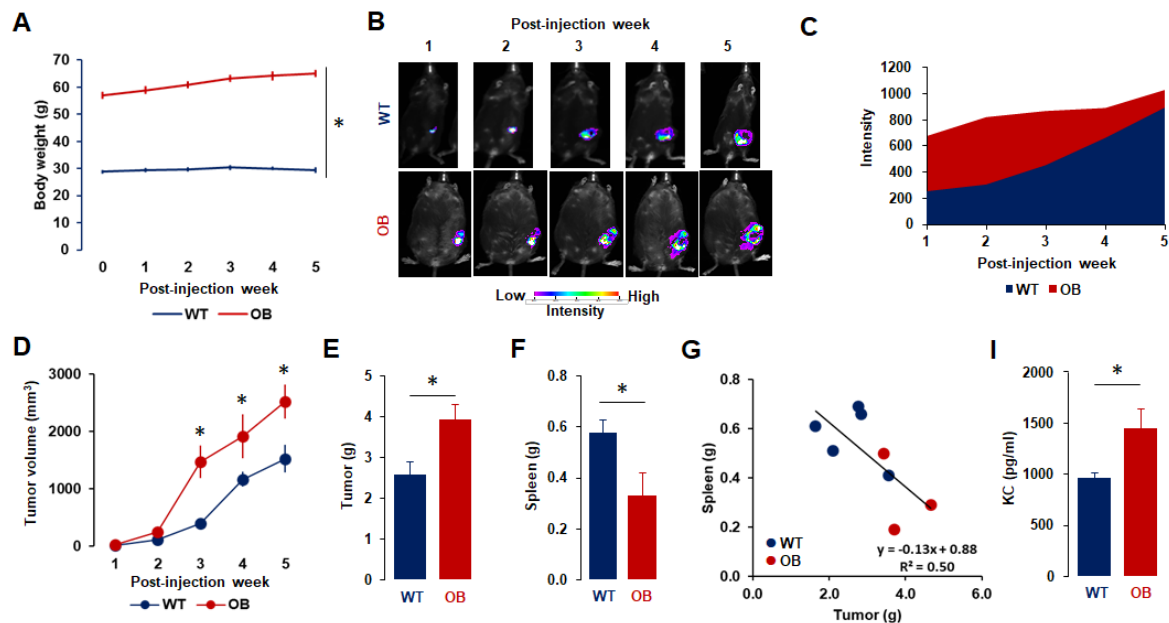 A
Body weight (g)
70
60
50
40
30
20
10
0
*
0 1 2 3 4 5
Post-injection week
WT OB
B
Post-injection week
1 2 3 4 5
WT
OB
Low High
Intensity
C
Intensity
1200
1000
800
600
400
200
0
1 2 3 4 5
Post-injection week
WT OB
D
Tumor volume (mm³)
3000
2000
1000
0
* * *
1 2 3 4 5
Post-injection week
WT OB
E
Tumor (g)
5
4
3
2
1
0
*
WT OB
F
Spleen (g)
0.8
0.6
0.4
0.2
0.0
*
WT OB
G
Spleen (g)
0.8
0.6
0.4
0.2
0.0
WT
OB
y = -0.13x + 0.88
R² = 0.50
0.0 2.0 4.0 6.0
Tumor (g)
I
KC (pg/ml)
2000
1500
1000
500
0
*
WT OB